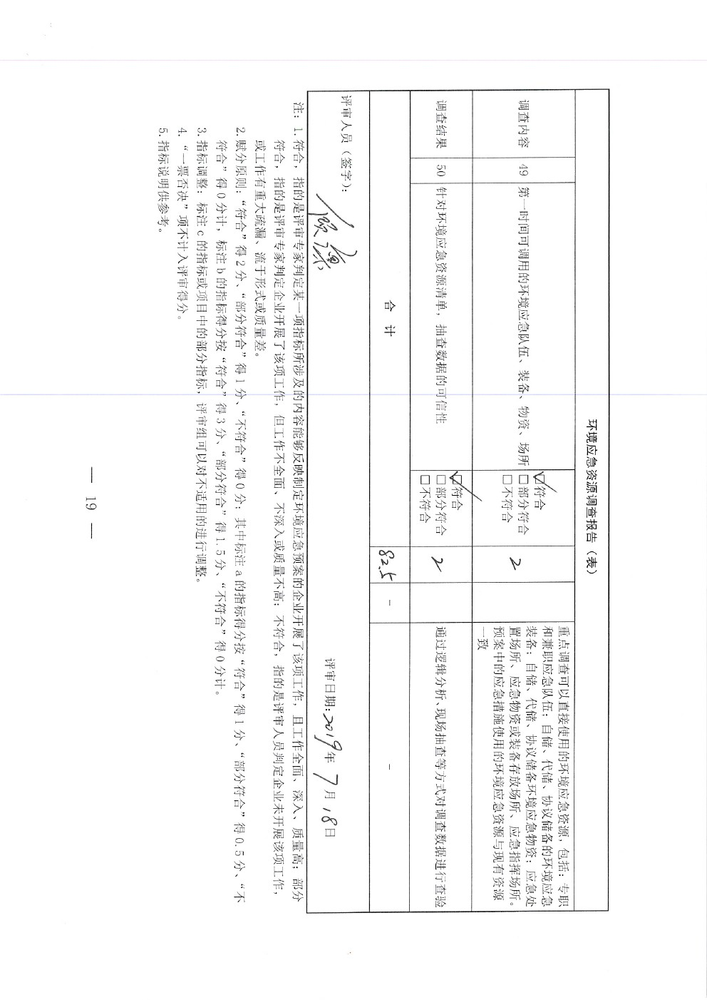 环境应急资源调查报告（表）
调查内容
49
第一时间可调用的环境应急队伍、装备、物资、场所
☑符合
□部分符合
□不符合
2
重点调查可以直接使用的环境应急资源，包括：专职
和兼职应急队伍；自储、代储、协议储备的环境应急
装备；自储、代储、协议储备环境应急物资；应急处
置场所、应急物资或装备存放场所、应急指挥场所。
预案中的应急措施使用的环境应急资源与现有资源
一致
调查结果
50
针对环境应急资源清单，抽查数据的可信性
☑符合
□部分符合
□不符合
2
通过逻辑分析、现场抽查等方式对调查数据进行查验
合 计
82.5
-
-
评审人员（签字）：
评审日期：2019年 7月 18日
注：1.符合，指的是评审专家判定某一项指标所涉及的内容能够反映制定环境应急预案的企业开展了该项工作，且工作全面、深入、质量高；部分
符合，指的是评审专家判定企业开展了该项工作，但工作不全面、不深入或质量不高；不符合，指的是评审人员判定企业未开展该项工作，
或工作有重大疏漏、流于形式或质量差。
2.赋分原则：“符合”得2分、“部分符合”得1分、“不符合”得0分；其中标注a的指标得分按“符合”得1分、“部分符合”得0.5分、“不
符合”得0分计，标注b的指标得分按“符合”得3分、“部分符合”得1.5分、“不符合”得0分计。
3.指标调整：标注c的指标或项目中的部分指标，评审组可以对不适用的进行调整。
4.“一票否决”项不计入评审得分。
5.指标说明供参考。
— 19 —